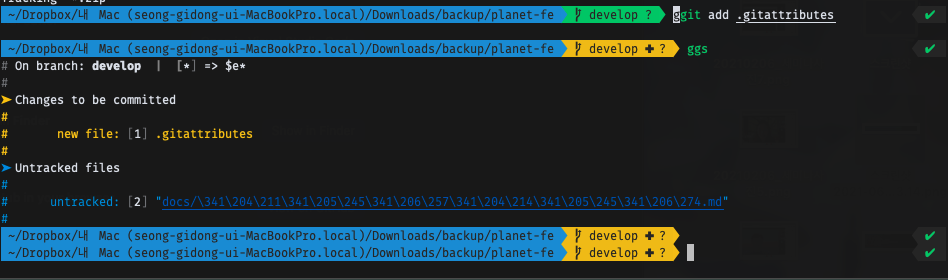 Tracking "*.zip"
~/Dropbox/내 Mac (seong-gidong-ui-MacBookPro.local)/Downloads/backup/planet-fe develop ? ggit add .gitattributes ✔
~/Dropbox/내 Mac (seong-gidong-ui-MacBookPro.local)/Downloads/backup/planet-fe develop ✚ ? ggs ✔
# On branch: develop | [*] => $e*
#
➤ Changes to be committed
#
# new file: [1] .gitattributes
#
➤ Untracked files
#
# untracked: [2] "docs/\341\204\211\341\205\245\341\206\257\341\204\214\341\205\245\341\206\274.md"
#
~/Dropbox/내 Mac (seong-gidong-ui-MacBookPro.local)/Downloads/backup/planet-fe develop ✚ ? ✔
~/Dropbox/내 Mac (seong-gidong-ui-MacBookPro.local)/Downloads/backup/planet-fe develop ✚ ? ✔